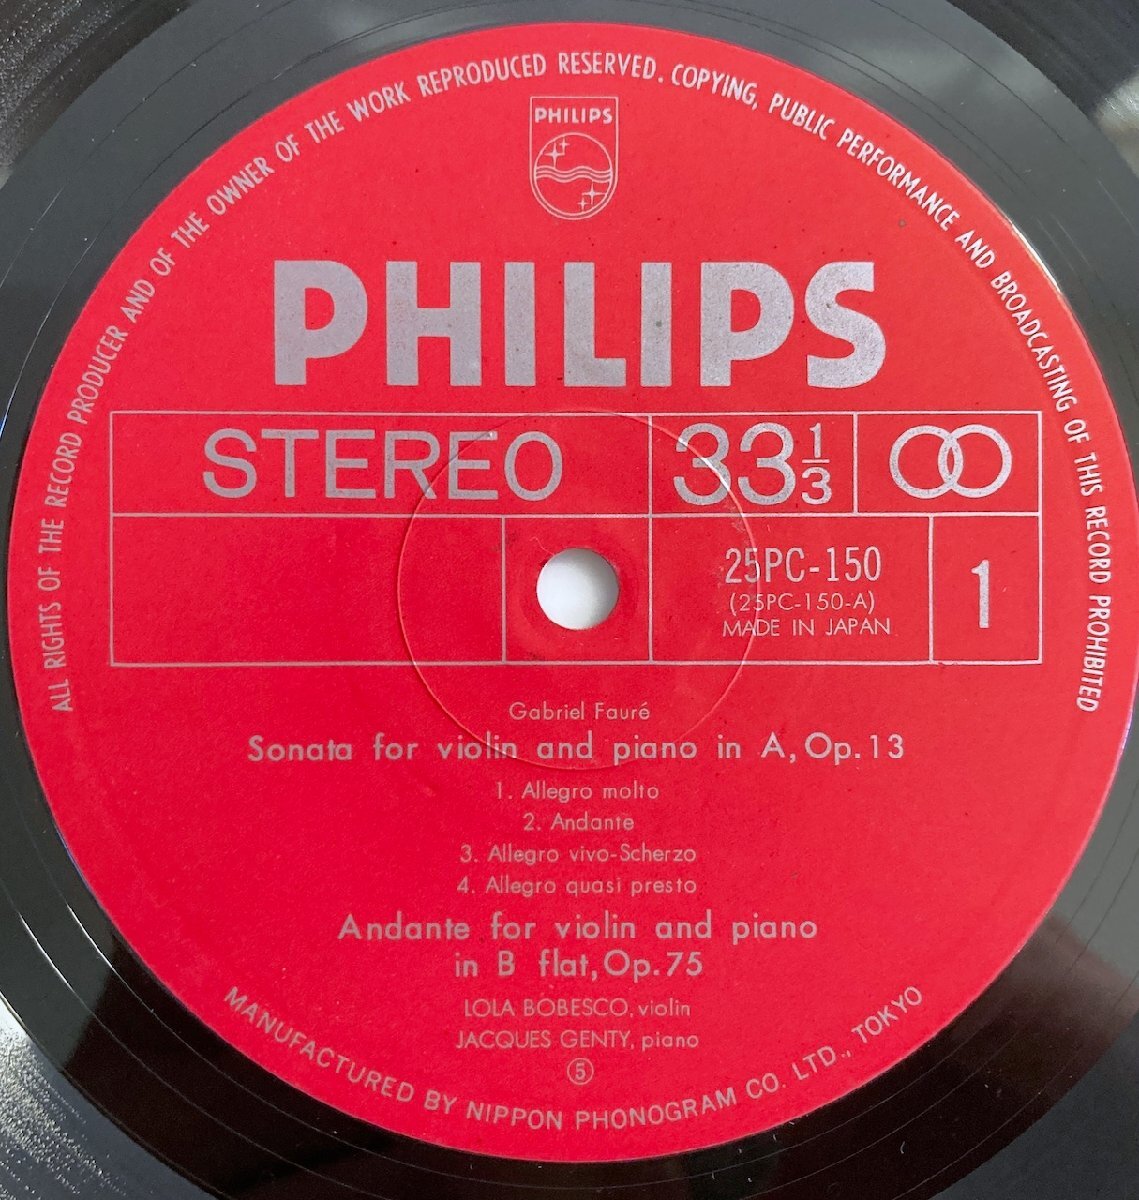 ALL RIGHTS OF THE RECORD PRODUCER AND OF THE OWNER OF THE WORK REPRODUCED RESERVED. COPYING, PUBLIC PERFORMANCE AND BROADCASTING OF THIS RECORD PROHIBITED
PHILIPS
PHILIPS
STEREO 33 1/3
25PC-150 1
(25PC-150-A)
MADE IN JAPAN
Gabriel Fauré
Sonata for violin and piano in A, Op. 13
1. Allegro molto
2. Andante
3. Allegro vivo-Scherzo
4. Allegro quasi presto
Andante for violin and piano
in B flat, Op. 75
LOLA BOBESCO, violin
JACQUES GENTY, piano
⑤
MANUFACTURED BY NIPPON PHONOGRAM CO. LTD., TOKYO